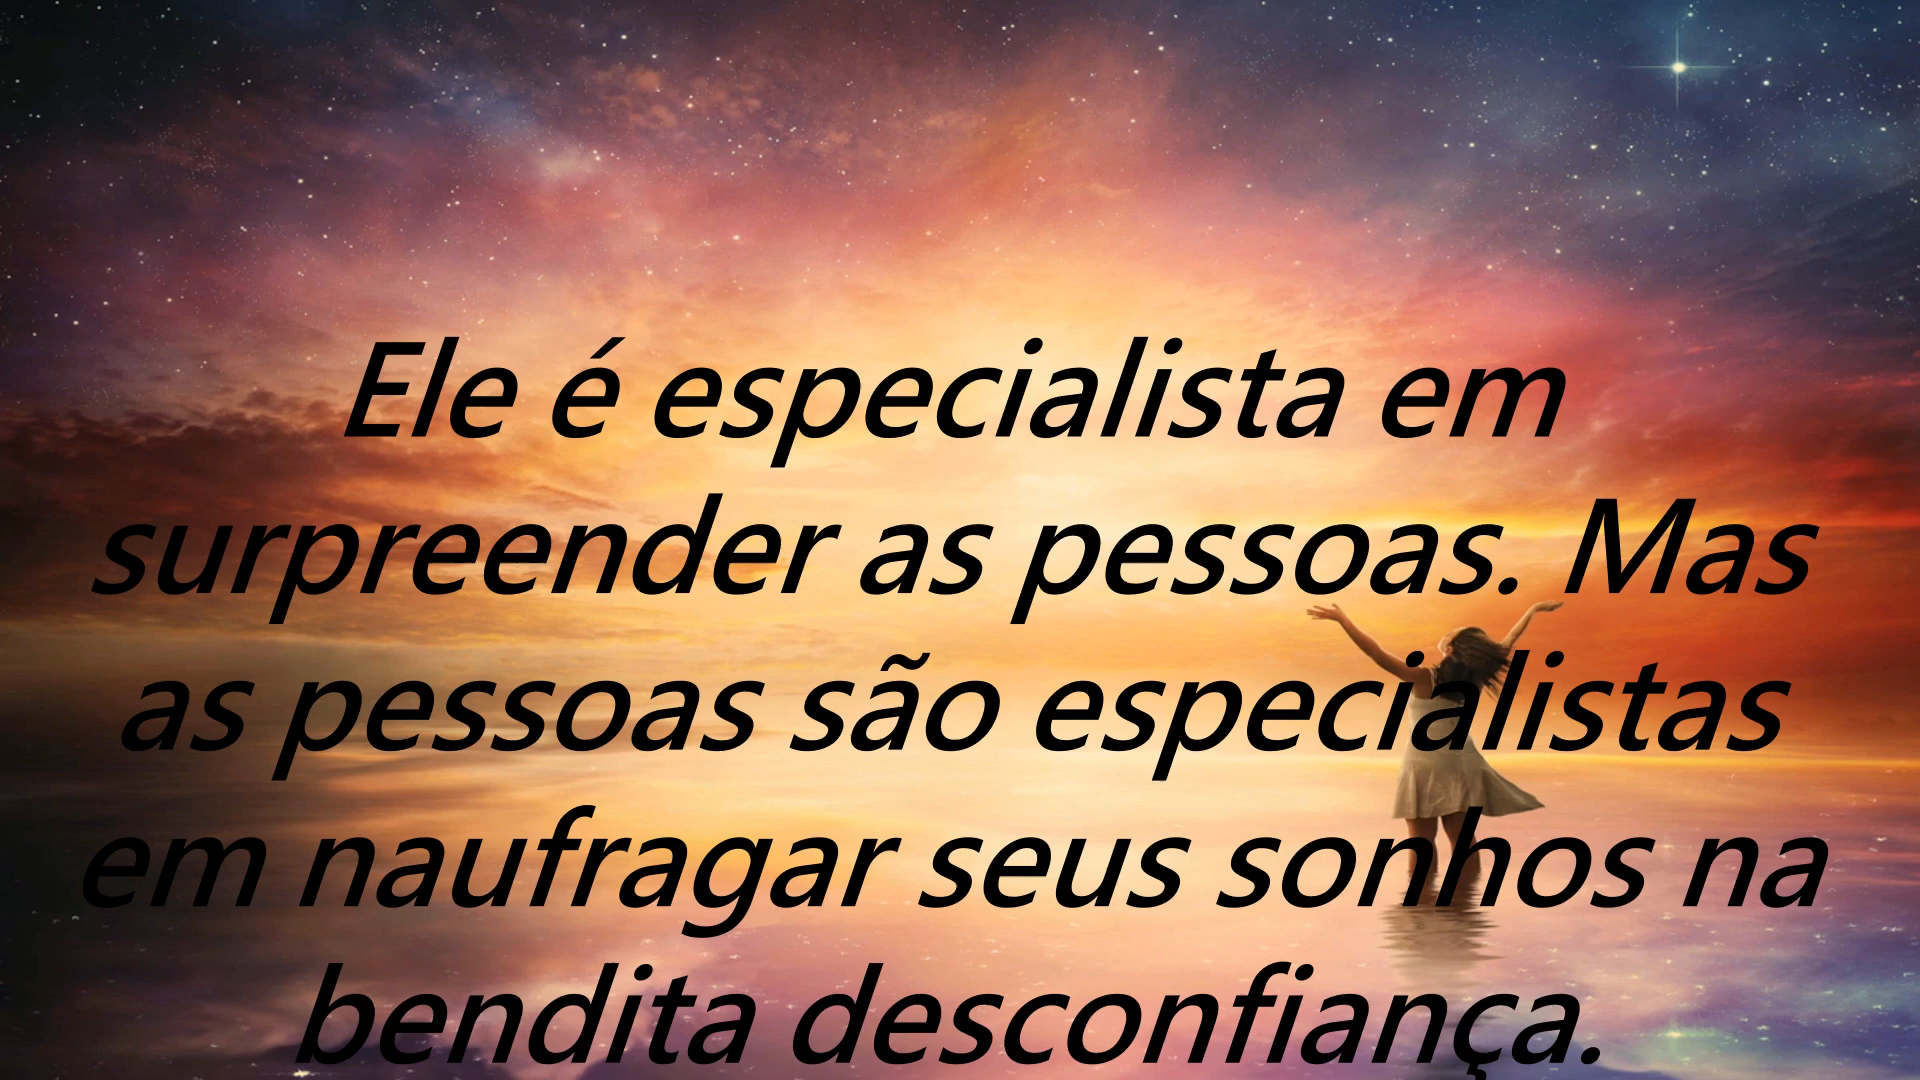 Ele é especialista em
surpreender as pessoas. Mas
as pessoas são especialistas
em naufragar seus sonhos na
bendita desconfiança.